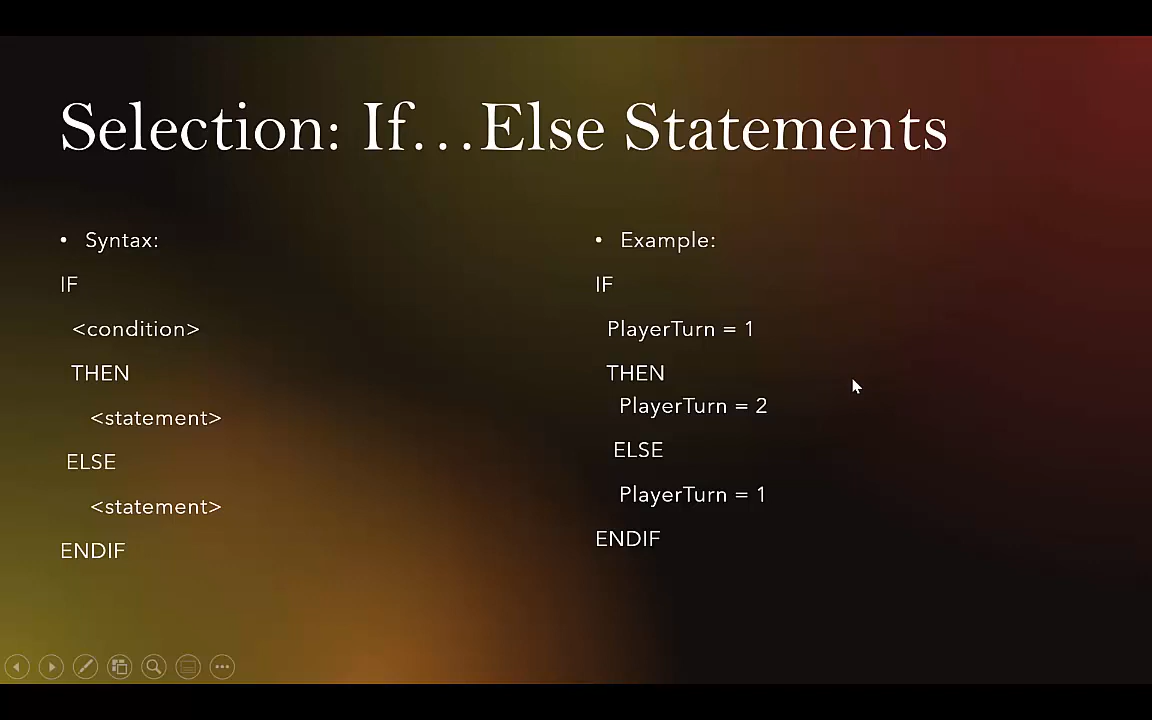 Selection: If...Else Statements
• Syntax:
IF
<condition>
THEN
<statement>
ELSE
<statement>
ENDIF
• Example:
IF
PlayerTurn = 1
THEN
PlayerTurn = 2
ELSE
PlayerTurn = 1
ENDIF